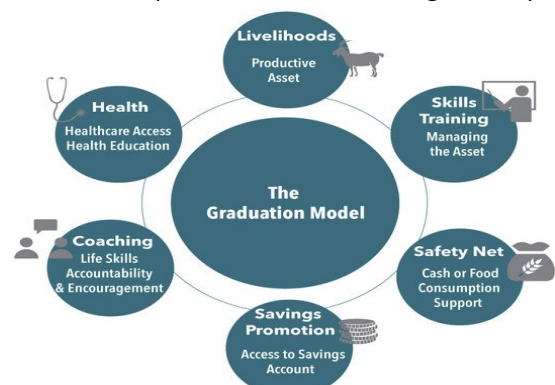 Livelihoods
Productive
Asset
Skills
Training
Managing
the Asset
Safety Net
Cash or Food
Consumption
Support
Savings
Promotion
Access to Savings
Account
Coaching
Life Skills
Accountability
& Encouragement
Health
Healthcare Access
Health Education
The
Graduation Model